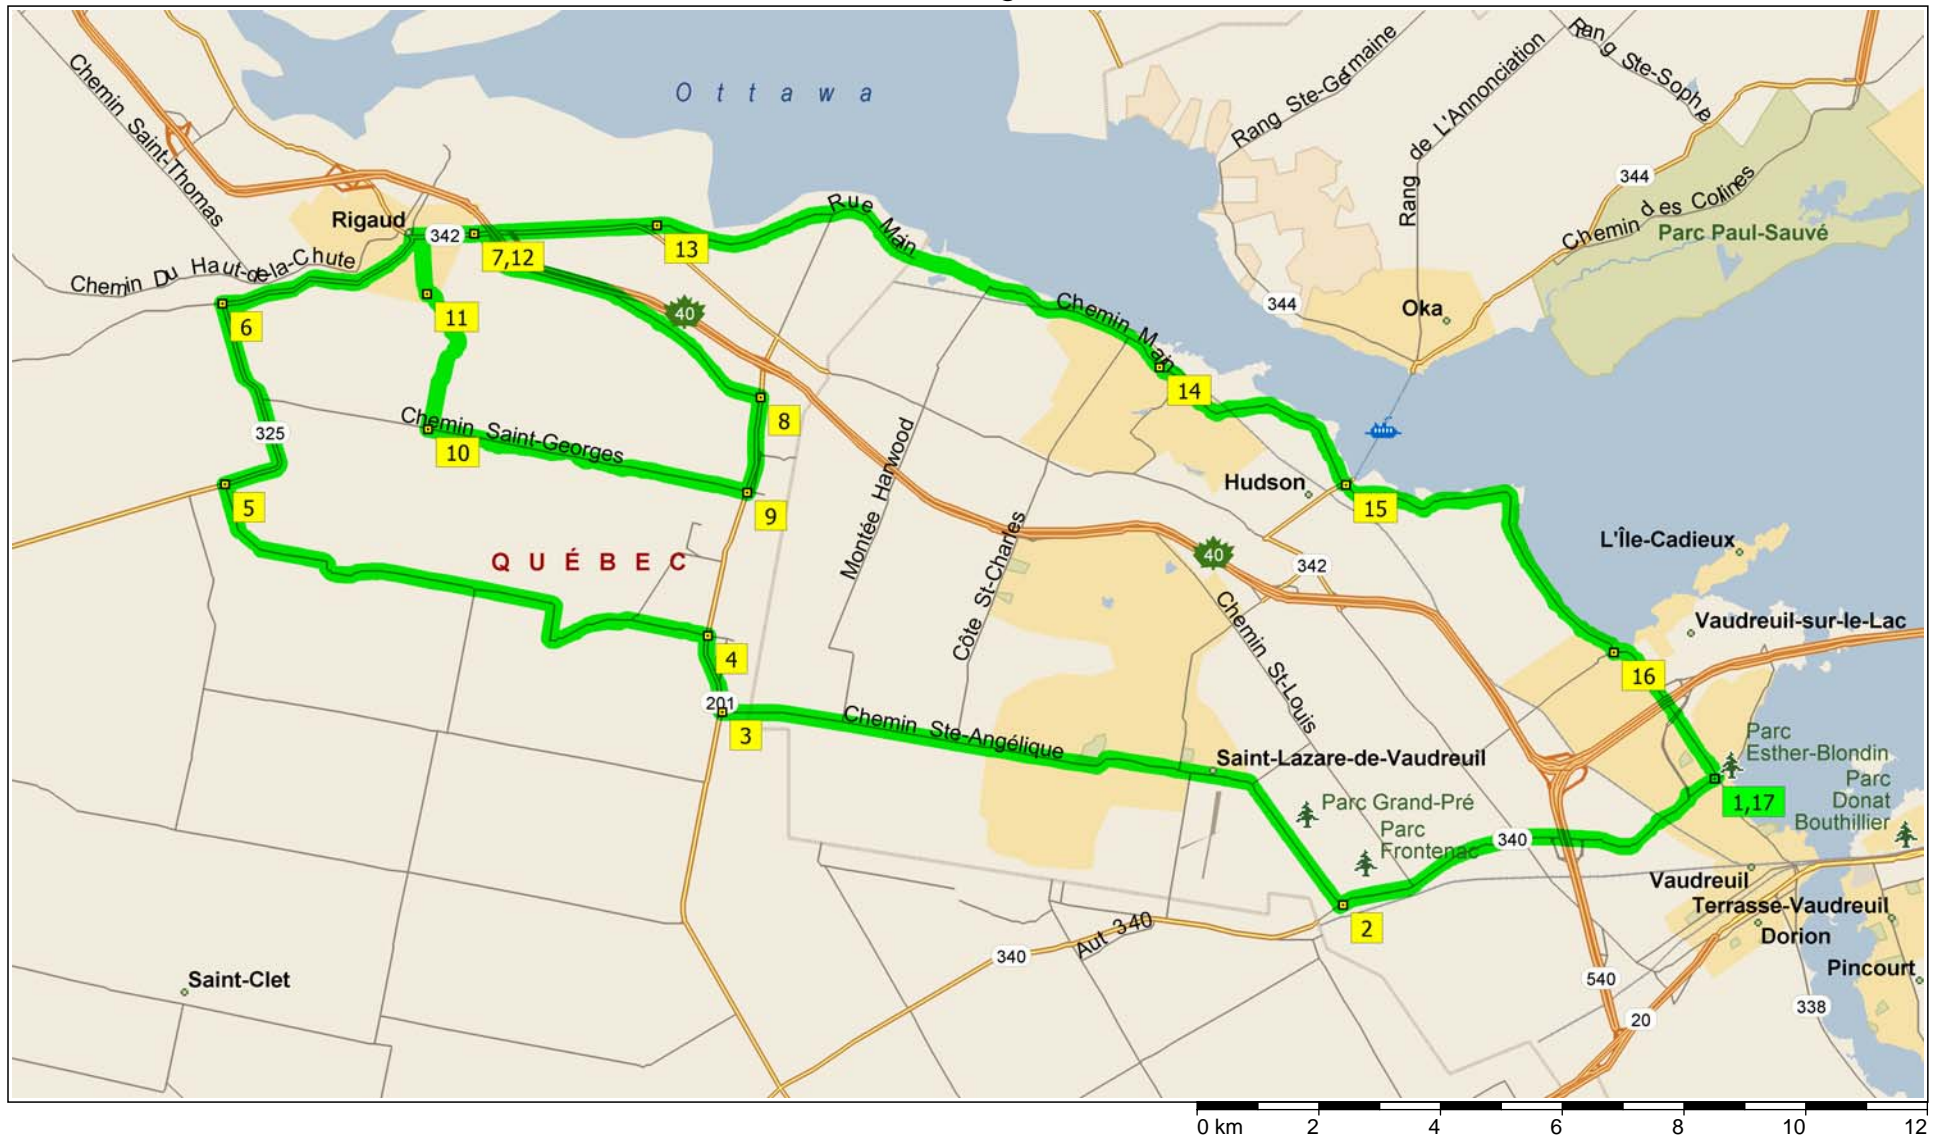 Ottawa
Rang Ste-Germaine
Rang de L'Annonciation
Rang Ste-Sophie
Chemin Saint-Thomas
344
Chemin des Collines
Parc Paul-Sauvé
Rigaud
342
Rue Main
7,12
13
Chemin Du Haut-de-la-Chute
6
11
40
344
Oka
Chemin Main
14
8
325
Chemin Saint-Georges
10
Montée Harwood
Hudson
5
9
15
QUÉBEC
Côte St-Charles
40
342
L'Île-Cadieux
Chemin St-Louis
Vaudreuil-sur-le-Lac
4
16
201
3
Chemin Ste-Angélique
Saint-Lazare-de-Vaudreuil
Parc
Esther-Blondin
Parc
Donat
Bouthillier
1,17
Parc Grand-Pré
Parc
Frontenac
340
Vaudreuil
Terrasse-Vaudreuil
2
Aut 340
Dorion
340
Pincourt
Saint-Clet
540
338
20
0 km 2 4 6 8 10 12